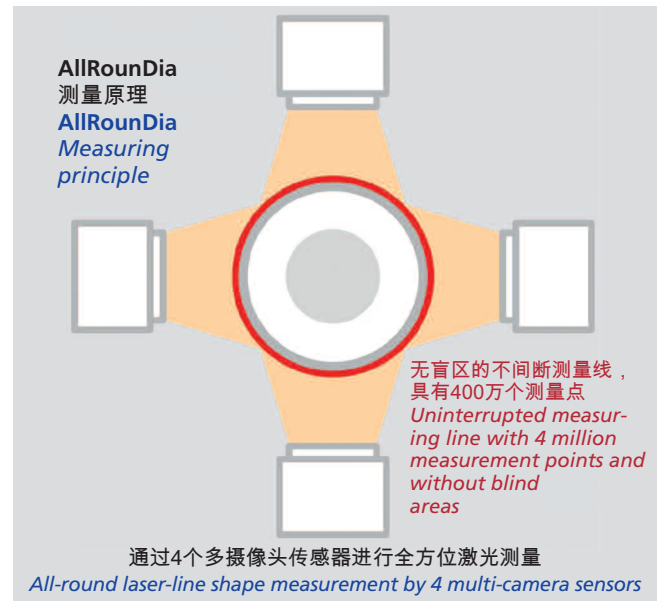 AllRounDia
测量原理
AllRounDia
Measuring
principle
无盲区的不间断测量线，
具有400万个测量点
Uninterrupted measur-
ing line with 4 million
measurement points and
without blind
areas
通过4个多摄像头传感器进行全方位激光测量
All-round laser-line shape measurement by 4 multi-camera sensors